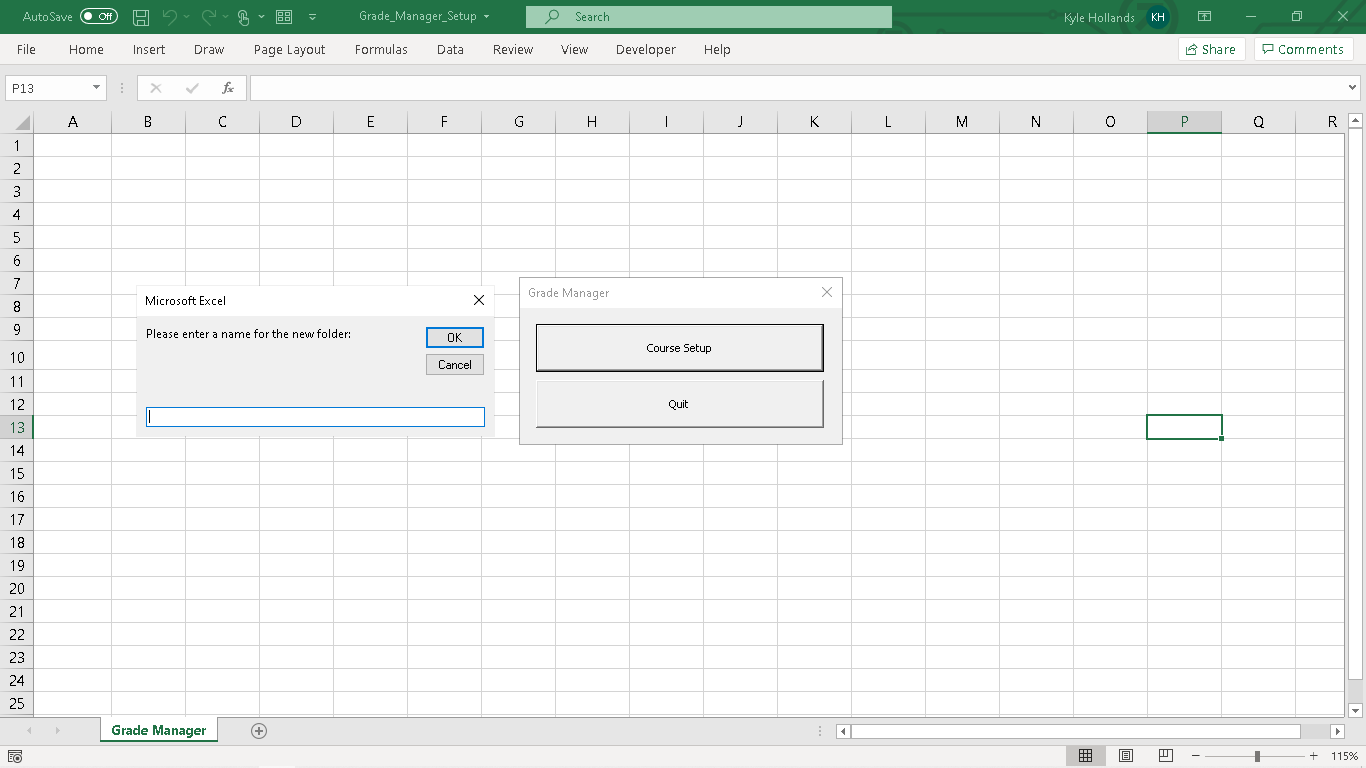 AutoSave Off Grade_Manager_Setup Search Kyle Hollands KH
File Home Insert Draw Page Layout Formulas Data Review View Developer Help Share Comments
P13 fx
A B C D E F G H I J K L M N O P Q R
1
2
3
4
5
6
7
8
9
10
11
12
13
14
15
16
17
18
19
20
21
22
23
24
25
Microsoft Excel
Please enter a name for the new folder:
OK
Cancel
Grade Manager
Course Setup
Quit
Grade Manager
115%